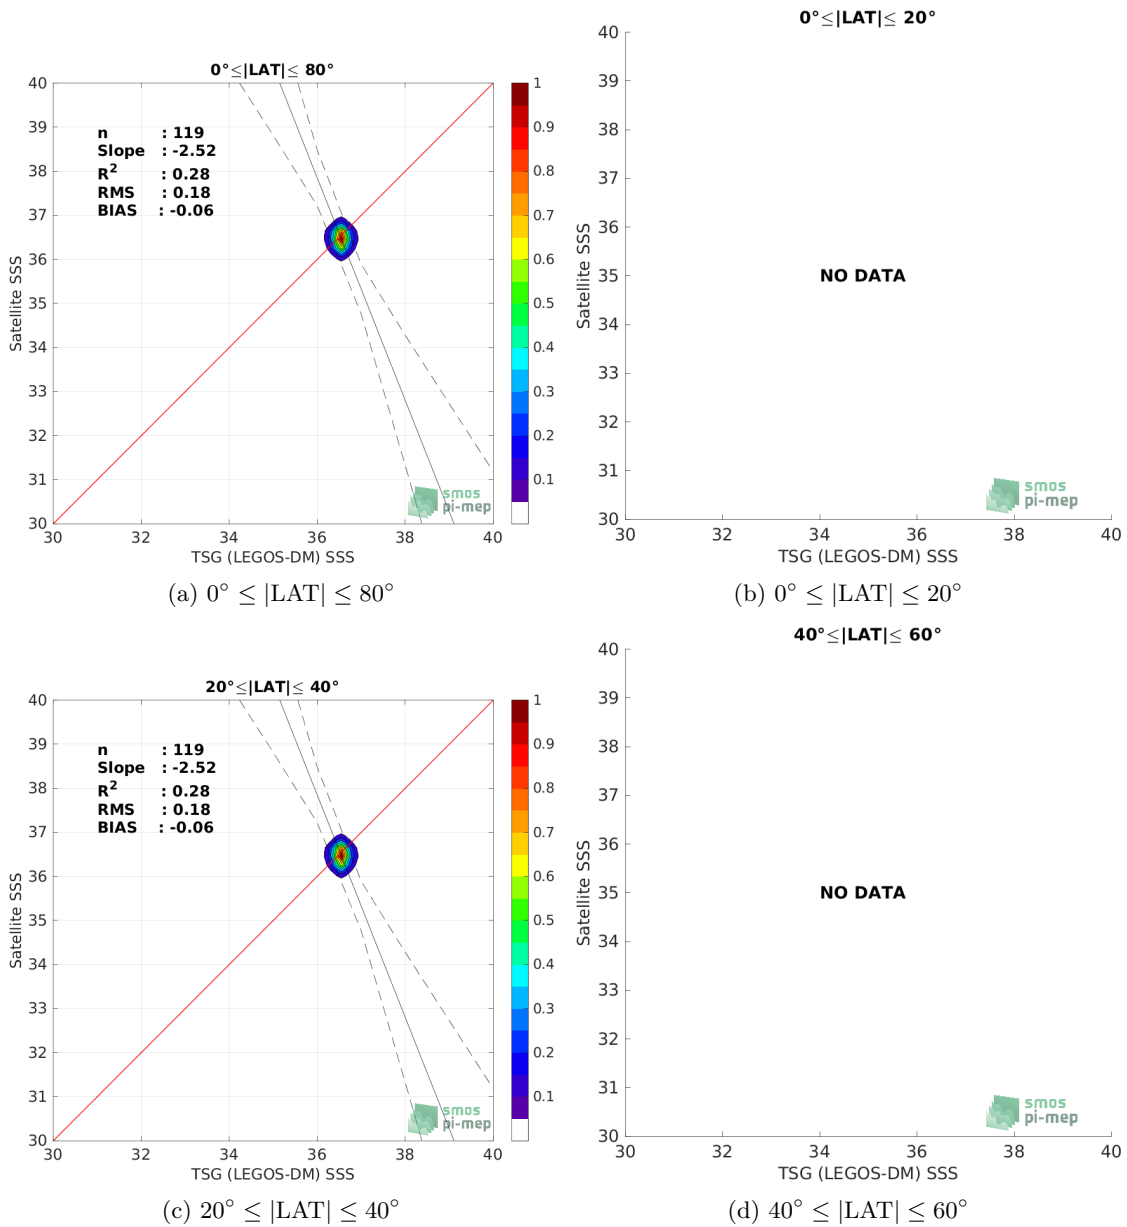 0°≤|LAT|≤ 80°
40
39
38
37
36
35
34
33
32
31
30
n : 119
Slope : -2.52
R² : 0.28
RMS : 0.18
BIAS : -0.06
Satellite SSS
30 32 34 36 38 40
TSG (LEGOS-DM) SSS
1
0.9
0.8
0.7
0.6
0.5
0.4
0.3
0.2
0.1
smos
pi-mep
(a) 0° ≤ |LAT| ≤ 80°
0°≤|LAT|≤ 20°
40
39
38
37
36
35
34
33
32
31
30
Satellite SSS
NO DATA
smos
pi-mep
30 32 34 36 38 40
TSG (LEGOS-DM) SSS
(b) 0° ≤ |LAT| ≤ 20°
20°≤|LAT|≤ 40°
40
39
38
37
36
35
34
33
32
31
30
n : 119
Slope : -2.52
R² : 0.28
RMS : 0.18
BIAS : -0.06
Satellite SSS
30 32 34 36 38 40
TSG (LEGOS-DM) SSS
1
0.9
0.8
0.7
0.6
0.5
0.4
0.3
0.2
0.1
smos
pi-mep
(c) 20° ≤ |LAT| ≤ 40°
40°≤|LAT|≤ 60°
40
39
38
37
36
35
34
33
32
31
30
Satellite SSS
NO DATA
smos
pi-mep
30 32 34 36 38 40
TSG (LEGOS-DM) SSS
(d) 40° ≤ |LAT| ≤ 60°